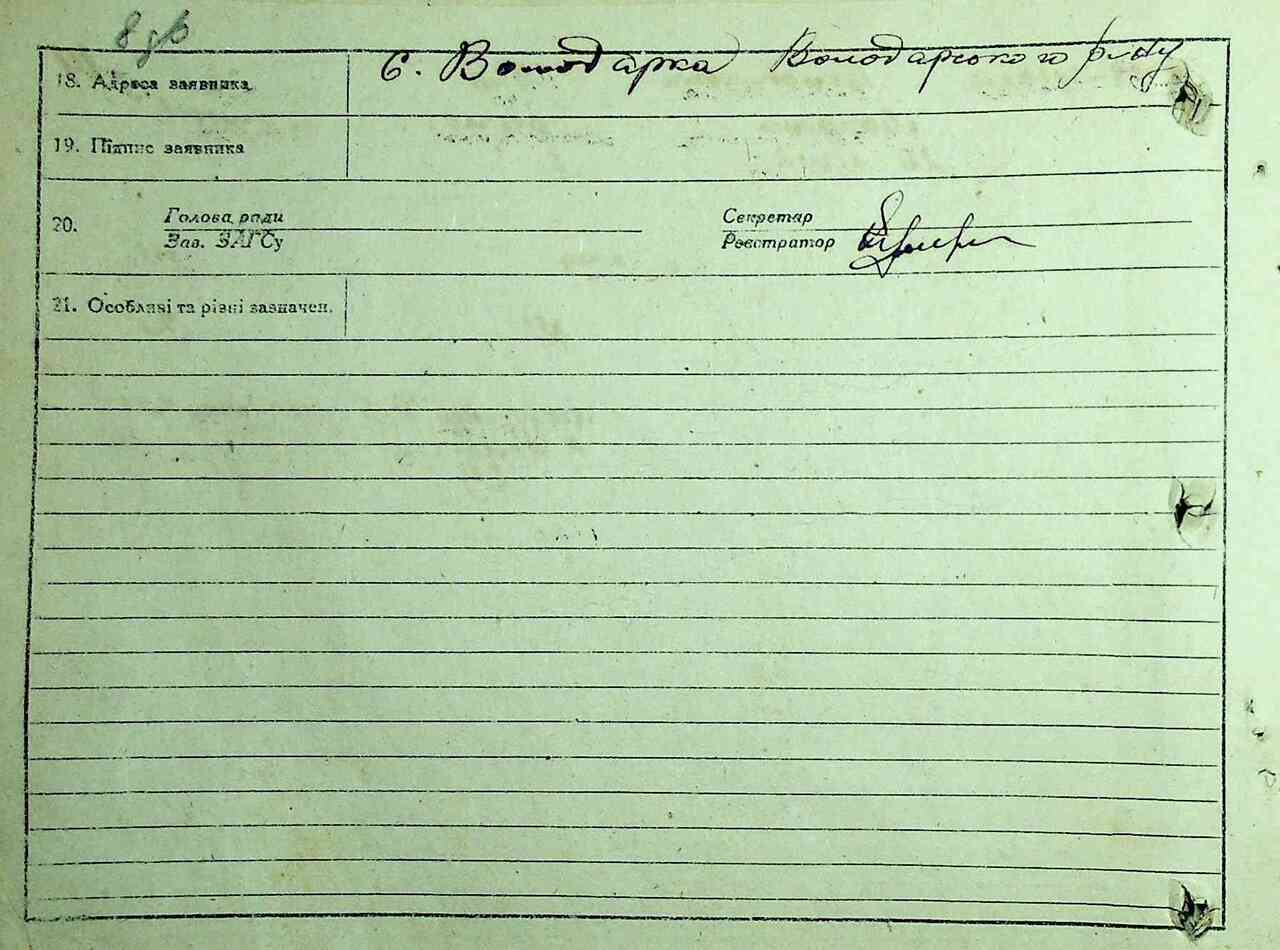 8 зв
с. Володарка Володарського р-ну
18. Адреса заявника
19. Підпис заявника
20. Голова ради Секретар
Зав. ЗАГСу Реєстратор
21. Особливі та різні зазначен.